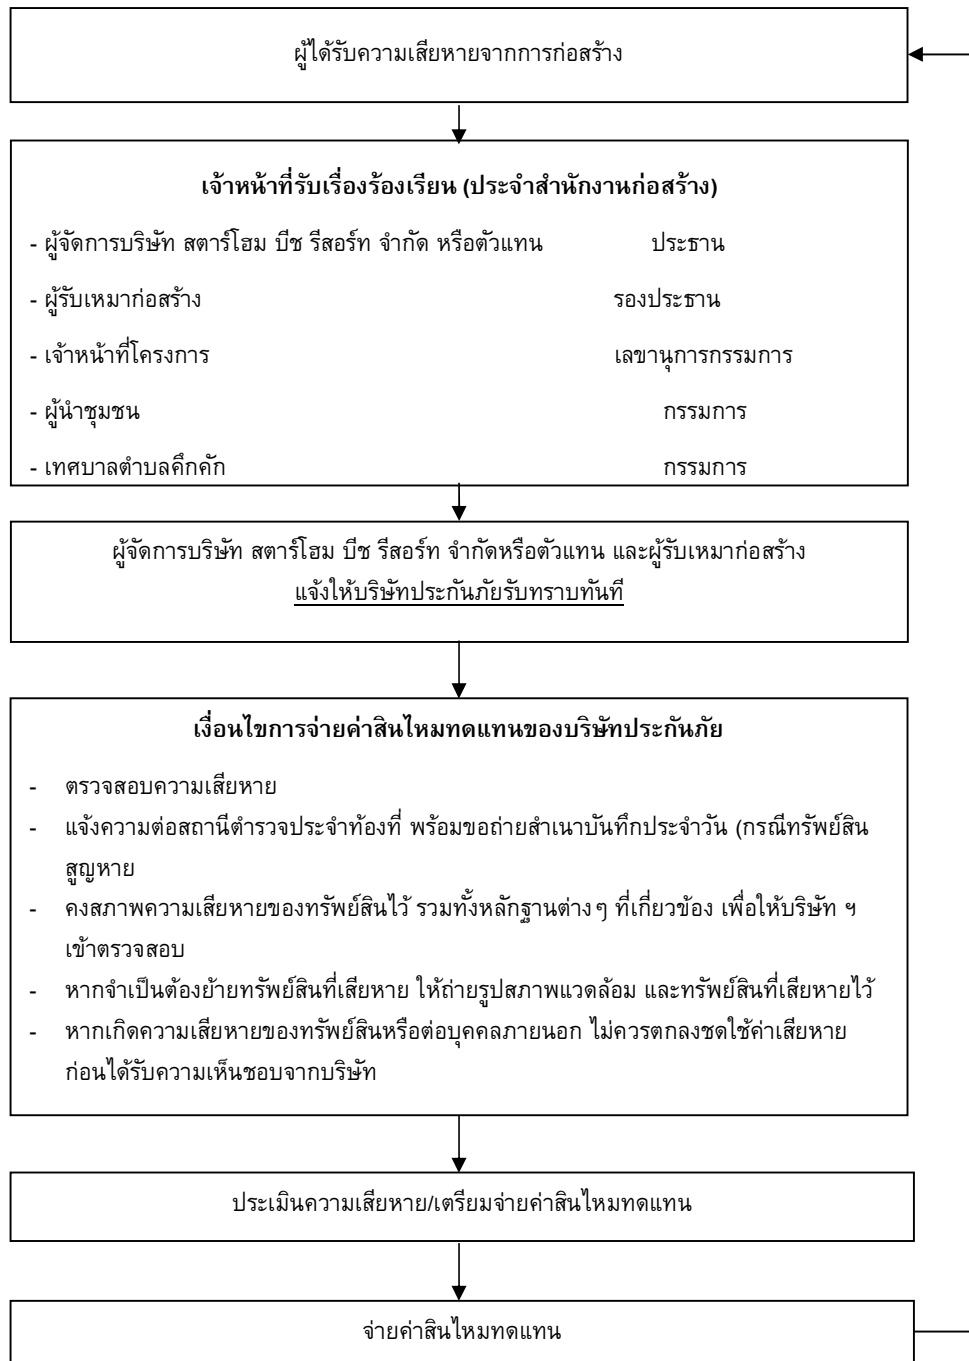 ผู้ได้รับความเสียหายจากการก่อสร้าง
เจ้าหน้าที่รับเรื่องร้องเรียน (ประจำสำนักงานก่อสร้าง)
- ผู้จัดการบริษัท สตาร์โฮม บีช รีสอร์ท จำกัด หรือตัวแทน ประธาน
- ผู้รับเหมาก่อสร้าง รองประธาน
- เจ้าหน้าที่โครงการ เลขานุการกรรมการ
- ผู้นำชุมชน กรรมการ
- เทศบาลตำบลคึกคัก กรรมการ
ผู้จัดการบริษัท สตาร์โฮม บีช รีสอร์ท จำกัดหรือตัวแทน และผู้รับเหมาก่อสร้าง
แจ้งให้บริษัทประกันภัยรับทราบทันที
เงื่อนไขการจ่ายค่าสินไหมทดแทนของบริษัทประกันภัย
- ตรวจสอบความเสียหาย
- แจ้งความต่อสถานีตำรวจประจำท้องที่ พร้อมขอถ่ายสำเนาบันทึกประจำวัน (กรณีทรัพย์สิน
สูญหาย
- คงสภาพความเสียหายของทรัพย์สินไว้ รวมทั้งหลักฐานต่างๆ ที่เกี่ยวข้อง เพื่อให้บริษัท ฯ
เข้าตรวจสอบ
- หากจำเป็นต้องย้ายทรัพย์สินที่เสียหาย ให้ถ่ายรูปสภาพแวดล้อม และทรัพย์สินที่เสียหายไว้
- หากเกิดความเสียหายของทรัพย์สินหรือต่อบุคคลภายนอก ไม่ควรตกลงชดใช้ค่าเสียหาย
ก่อนได้รับความเห็นชอบจากบริษัท
ประเมินความเสียหาย/เตรียมจ่ายค่าสินไหมทดแทน
จ่ายค่าสินไหมทดแทน